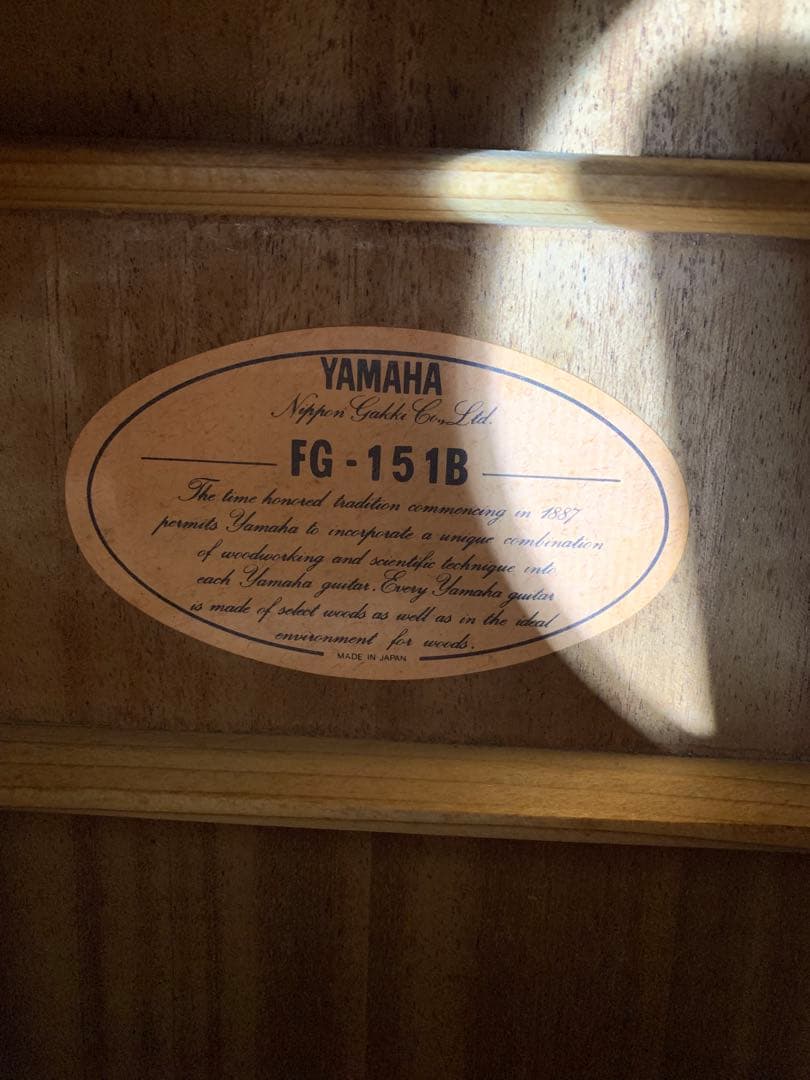 YAMAHA
Nippon Gakki Co., Ltd.
FG-151B
The time honored tradition commencing in 1887
permits Yamaha to incorporate a unique combination
of woodworking and scientific technique into
each Yamaha guitar. Every Yamaha guitar
is made of select woods as well as in the ideal
environment for woods.
MADE IN JAPAN